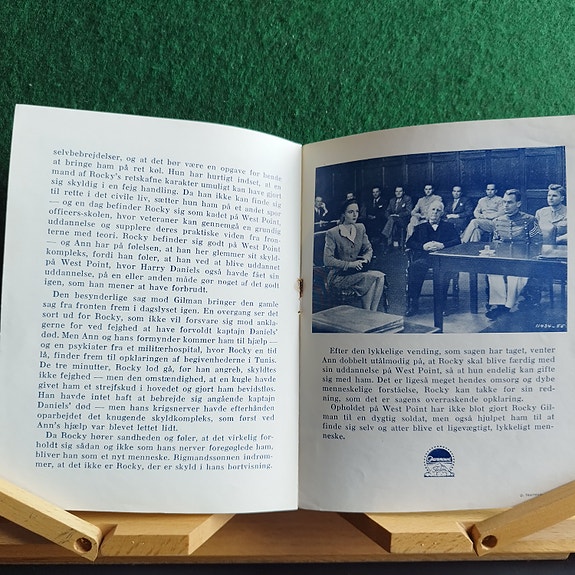 selvbebrejdelser, og at det bør være en opgave for hende
at bringe ham på ret køl. Hun har hurtigt indset, at en
mand af Rocky's retskafne karakter umuligt kan have gjort
sig skyldig i en fejg handling. Da han ikke kan finde sig
til rette i det civile liv, sætter hun ham på et andet spor
— og en dag befinder Rocky sig som kadet på West Point,
officers-skolen, hvor veteraner kan gennemgå en grundig
uddannelse og supplere deres praktiske viden fra fron-
terne med teori. Rocky befinder sig godt på West Point
— og Ann har på følelsen, at han her glemmer sit skyld-
kompleks, fordi han føler, at han ved at blive uddannet
på West Point, hvor Harry Daniels også havde fået sin
uddannelse, på en eller anden måde gør noget af det godt
igen, som han mener at have forbrudt.
Den besynderlige sag mod Gilman bringer den gamle
sag fra fronten frem i dagslyset igen. En overgang ser det
sort ud for Rocky, som ikke vil forsvare sig mod ankla-
gerne for ved fejghed at have forvoldt kaptajn Daniels'
død. Men Ann og hans formynder kommer ham til hjælp —
og en psykiater fra et militærhospital, hvor Rocky en tid
lå, finder frem til opklaringen af begivenhederne i Tunis.
De tre minutter, Rocky lod gå, før han angreb, skyldtes
ikke fejghed — men den omstændighed, at en kugle havde
givet ham et strejfskud i hovedet og gjort ham bevidstløs.
Han havde intet haft at bebrejde sig angående kaptajn
Daniels' død — men hans krigsnerver havde efterhånden
oparbejdet det knugende skyldkompleks, som først ved
Ann's hjælp var blevet lettet lidt.
Da Rocky hører sandheden og føler, at det virkelig for-
holdt sig sådan og ikke som hans nerver foregøglede ham,
bliver han som et nyt menneske. Rigmandssønnen indrøm-
mer, at det ikke er Rocky, der er skyld i hans bortvisning.
11454-55
Efter den lykkelige vending, som sagen har taget, venter
Ann dobbelt utålmodig på, at Rocky skal blive færdig med
sin uddannelse på West Point, så at hun endelig kan gifte
sig med ham. Det er ligeså meget hendes omsorg og dybe
menneskelige forståelse, Rocky kan takke for sin red-
ning, som det er sagens overraskende opklaring.
Opholdet på West Point har ikke blot gjort Rocky Gil-
man til en dygtig soldat, men også hjulpet ham til at
finde sig selv og atter blive et ligevægtigt, lykkeligt men-
neske.
Paramount